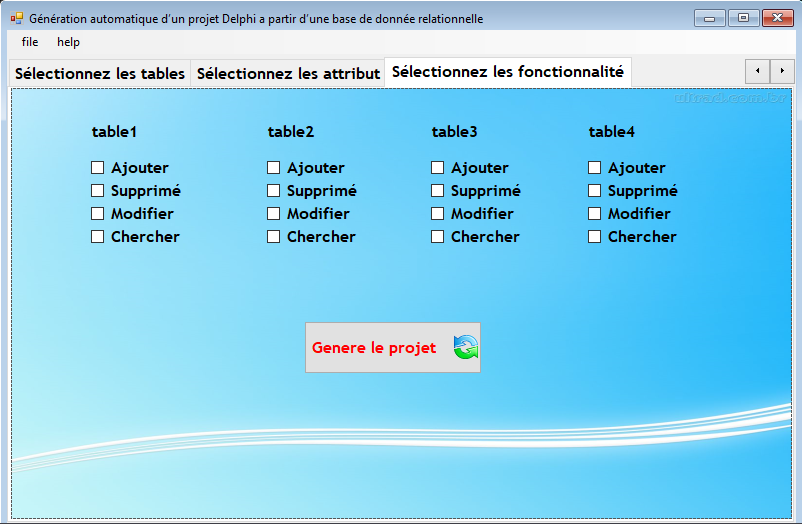 Génération automatique d'un projet Delphi a partir d'une base de donnée relationnelle
file help
Sélectionnez les tables Sélectionnez les attribut Sélectionnez les fonctionnalité
table1 table2 table3 table4
Ajouter Ajouter Ajouter Ajouter
Supprimé Supprimé Supprimé Supprimé
Modifier Modifier Modifier Modifier
Chercher Chercher Chercher Chercher
Genere le projet